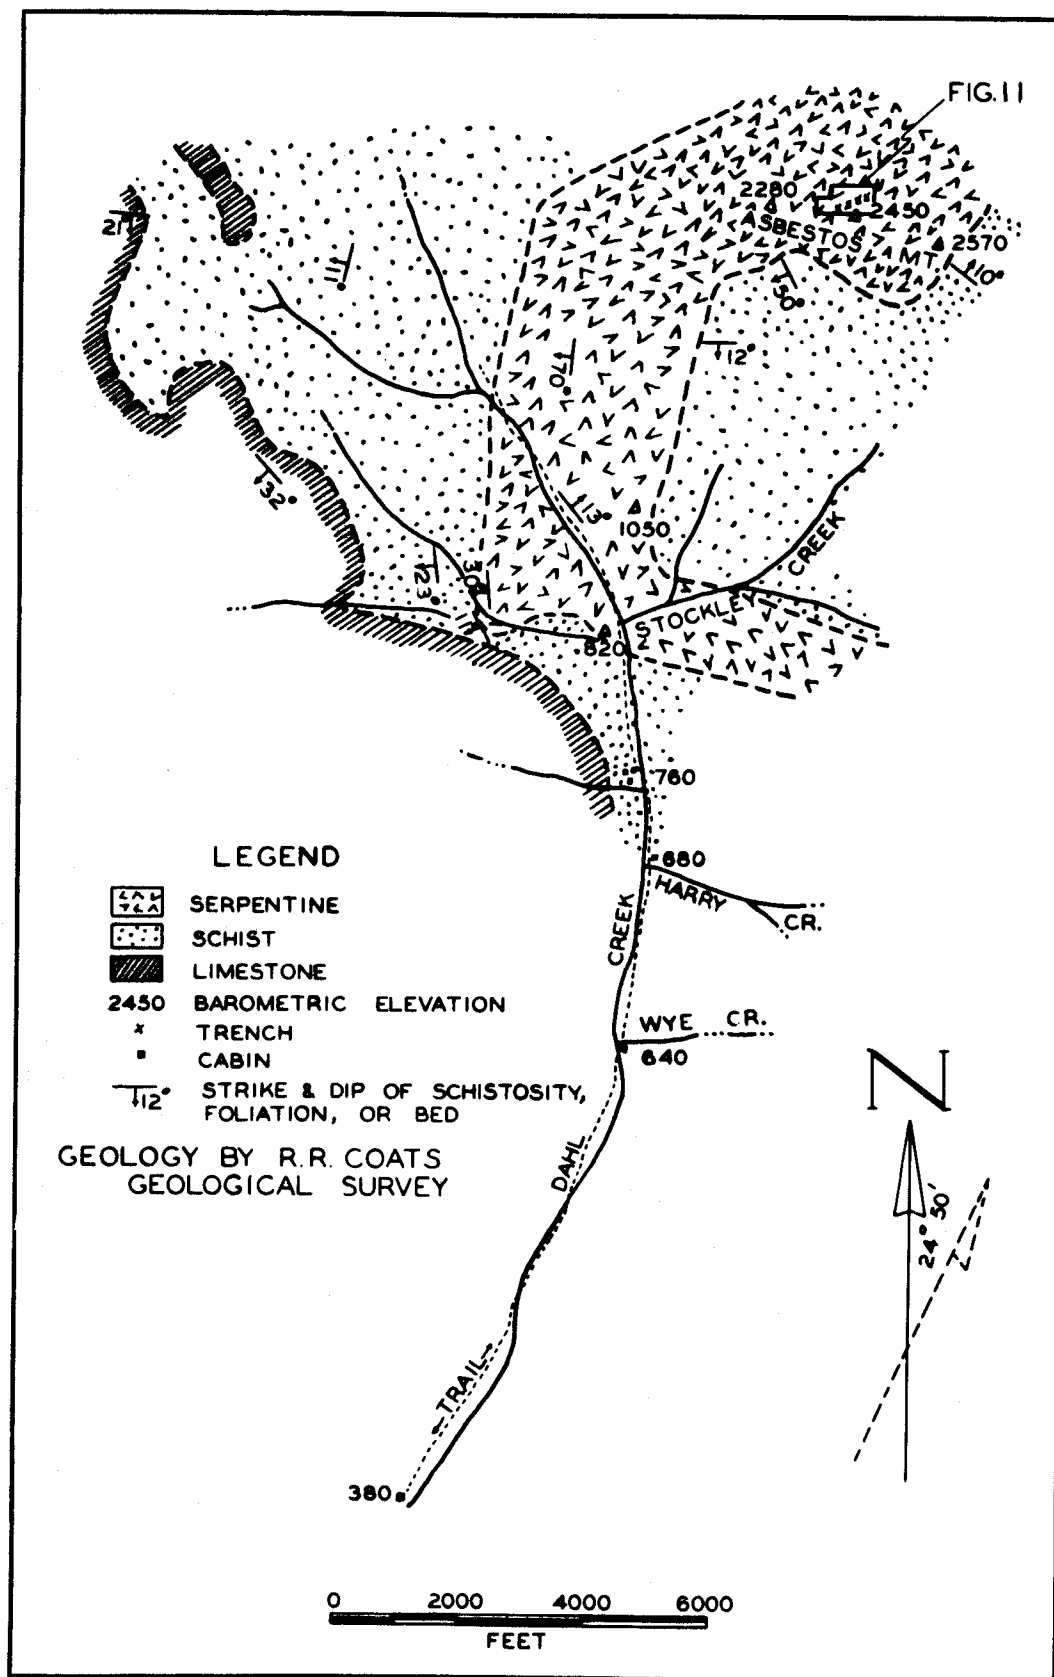 FIG.11
2280
2450
ASBESTOS MT.
2570
21°
11°
10°
50°
12°
70°
32°
13°
1050
CREEK
STOCKLEY
23°
30°
820
760
680
HARRY
CR.
CREEK
WYE CR.
640
DAHL
TRAIL
380
LEGEND
SERPENTINE
SCHIST
LIMESTONE
2450 BAROMETRIC ELEVATION
x TRENCH
CABIN
12° STRIKE & DIP OF SCHISTOSITY,
FOLIATION, OR BED
GEOLOGY BY R.R. COATS
GEOLOGICAL SURVEY
N
24° 50'
0 2000 4000 6000
FEET